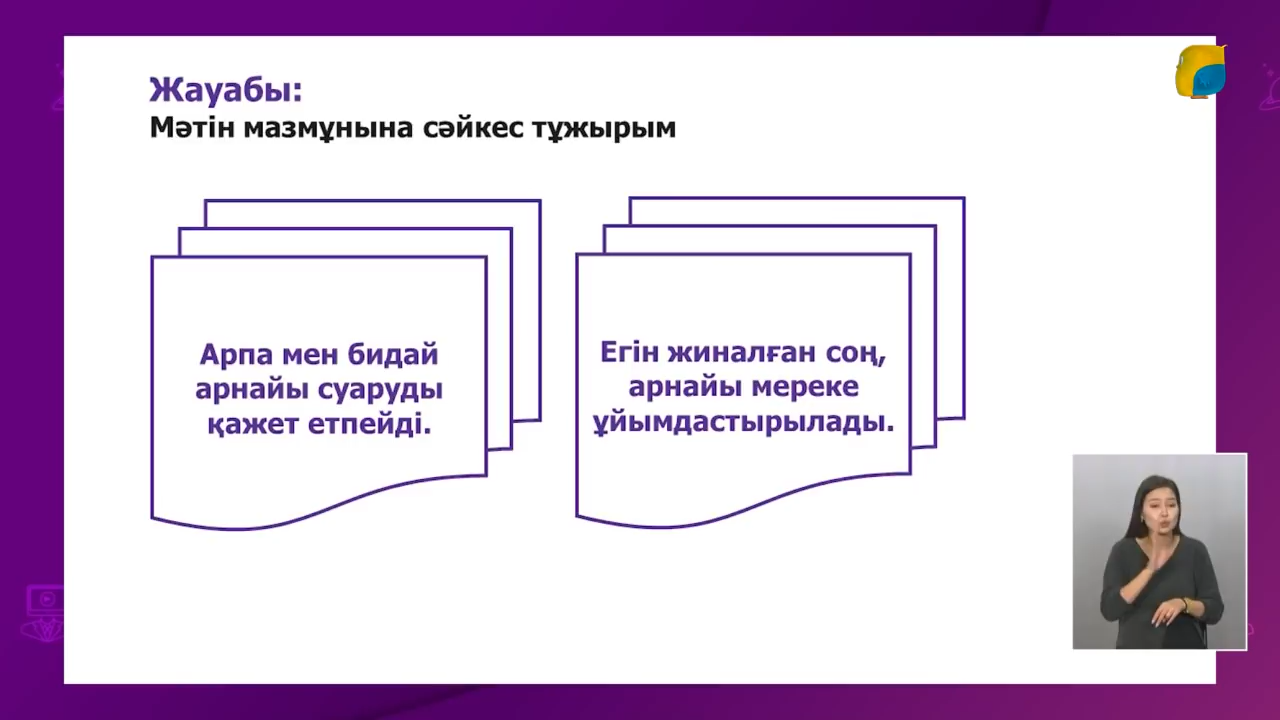 Жауабы:
Мәтін мазмұнына сәйкес тұжырым
Арпа мен бидай
арнайы суаруды
қажет етпейді.
Егін жиналған соң,
арнайы мереке
ұйымдастырылады.